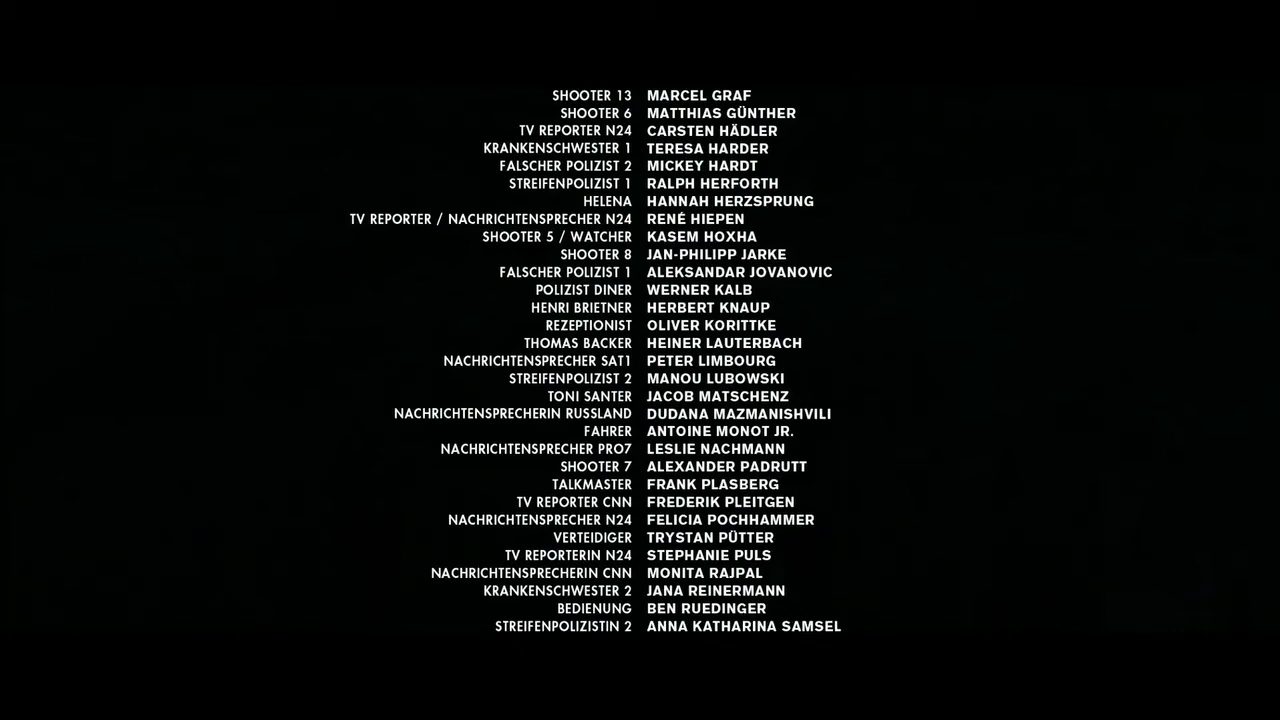 SHOOTER 13 MARCEL GRAF
SHOOTER 6 MATTHIAS GÜNTHER
TV REPORTER N24 CARSTEN HÄDLER
KRANKENSCHWESTER 1 TERESA HARDER
FALSCHER POLIZIST 2 MICKEY HARDT
STREIFENPOLIZIST 1 RALPH HERFORTH
HELENA HANNAH HERZSPRUNG
TV REPORTER / NACHRICHTENSPRECHER N24 RENÉ HIEPEN
SHOOTER 5 / WATCHER KASEM HOXHA
SHOOTER 8 JAN-PHILIPP JARKE
FALSCHER POLIZIST 1 ALEKSANDAR JOVANOVIC
POLIZIST DINER WERNER KALB
HENRI BRIETNER HERBERT KNAUP
REZEPTIONIST OLIVER KORITTKE
THOMAS BACKER HEINER LAUTERBACH
NACHRICHTENSPRECHER SAT1 PETER LIMBOURG
STREIFENPOLIZIST 2 MANOU LUBOWSKI
TONI SANTER JACOB MATSCHENZ
NACHRICHTENSPRECHERIN RUSSLAND DUDANA MAZMANISHVILI
FAHRER ANTOINE MONOT JR.
NACHRICHTENSPRECHER PRO7 LESLIE NACHMANN
SHOOTER 7 ALEXANDER PADRUTT
TALKMASTER FRANK PLASBERG
TV REPORTER CNN FREDERIK PLEITGEN
NACHRICHTENSPRECHER N24 FELICIA POCHHAMMER
VERTEIDIGER TRYSTAN PÜTTER
TV REPORTERIN N24 STEPHANIE PULS
NACHRICHTENSPRECHERIN CNN MONITA RAJPAL
KRANKENSCHWESTER 2 JANA REINERMANN
BEDIENUNG BEN RUEDINGER
STREIFENPOLIZISTIN 2 ANNA KATHARINA SAMSEL